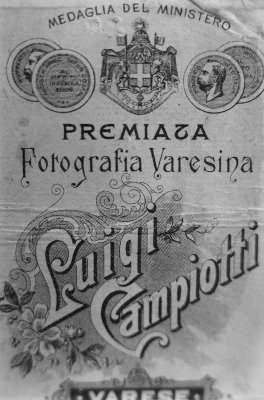 MEDAGLIA DEL MINISTERO
PREMIATA
Fotografia Varesina
Luigi
Campiotti
VARESE